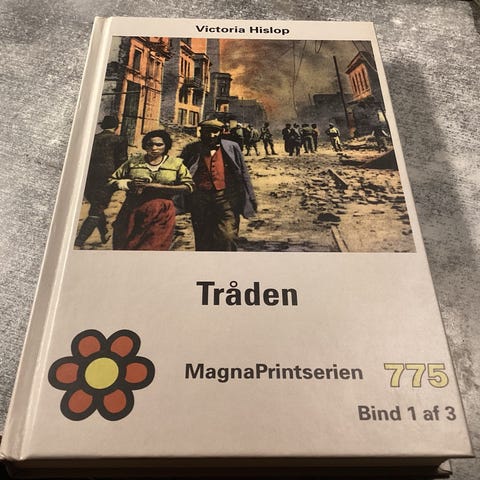 Victoria Hislop
Tråden
MagnaPrintserien 775
Bind 1 af 3